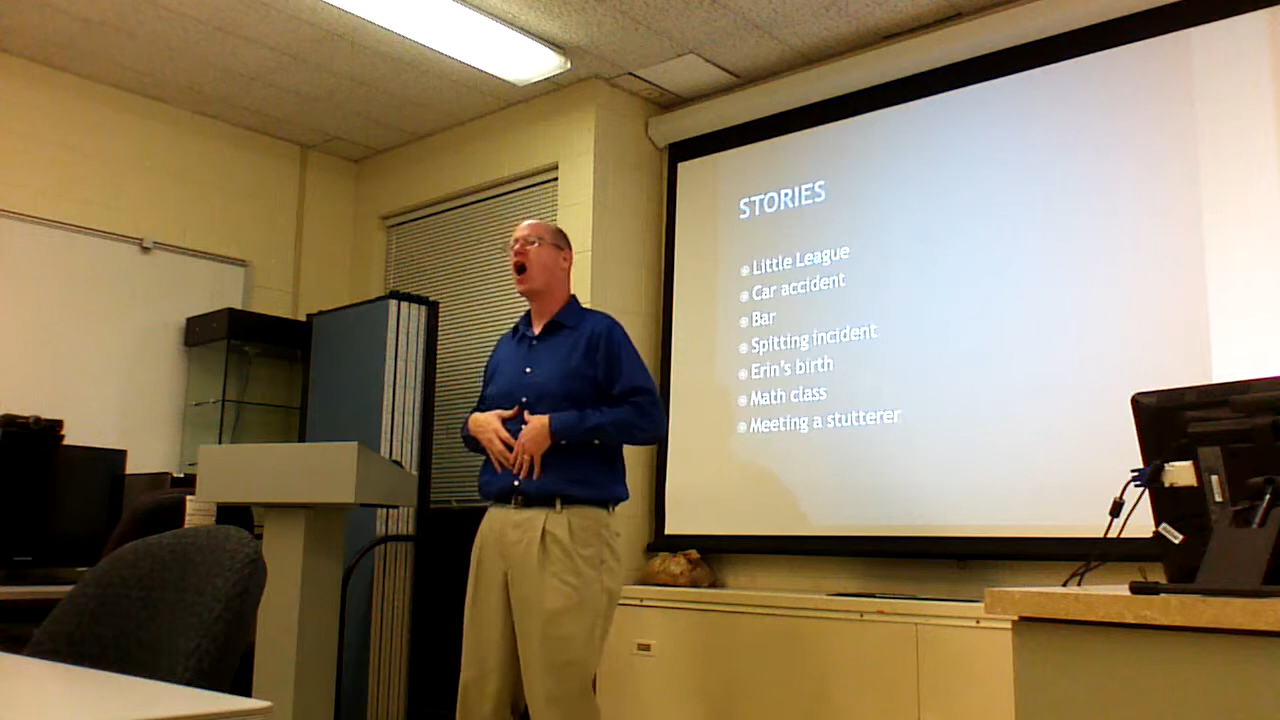 STORIES
Little League
Car accident
Bar
Spitting incident
Erin's birth
Math class
Meeting a stutterer